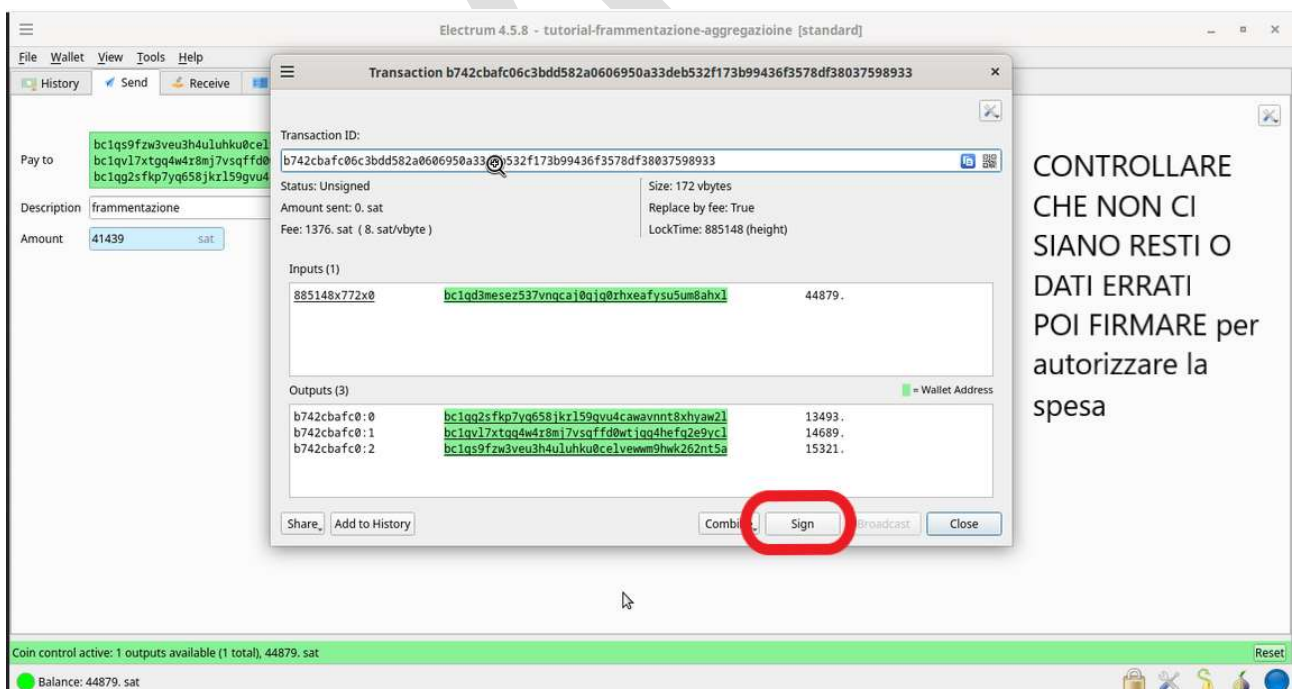 Electrum 4.5.8 - tutorial-frammentazione-aggregazioine [standard]
File Wallet View Tools Help
History Send Receive
Pay to
bc1qs9fzw3veu3h4uluhku0cel
bc1qvl7xtgq4w4r8mj7vsqffd0
bc1qg2sfkp7yq658jkrl59gvu4
Description frammentazione
Amount 41439 sat
Transaction b742cbafc06c3bdd582a0606950a33deb532f173b99436f3578df38037598933
Transaction ID:
Status: Unsigned
Amount sent: 0. sat
Fee: 1376. sat ( 8. sat/vbyte )
Size: 172 vbytes
Replace by fee: True
LockTime: 885148 (height)
Inputs (1)
885148x772x0 bc1qd3mesez537vnqcaj0qjq0rhxeafysu5um8ahxl 44879.
Outputs (3)
= Wallet Address
b742cbafc0:0 bc1qg2sfkp7yq658jkrl59gvu4cawavnnt8xhyaw2l 13493.
b742cbafc0:1 bc1qvl7xtgq4w4r8mj7vsqffd0wtjqq4hefq2e9ycl 14689.
b742cbafc0:2 bc1qs9fzw3veu3h4uluhku0celvewwm9hwk262nt5a 15321.
Share Add to History Sign Broadcast Close
CONTROLLARE
CHE NON CI
SIANO RESTI O
DATI ERRATI
POI FIRMARE per
autorizzare la
spesa
Coin control active: 1 outputs available (1 total), 44879. sat
Reset
Balance: 44879. sat